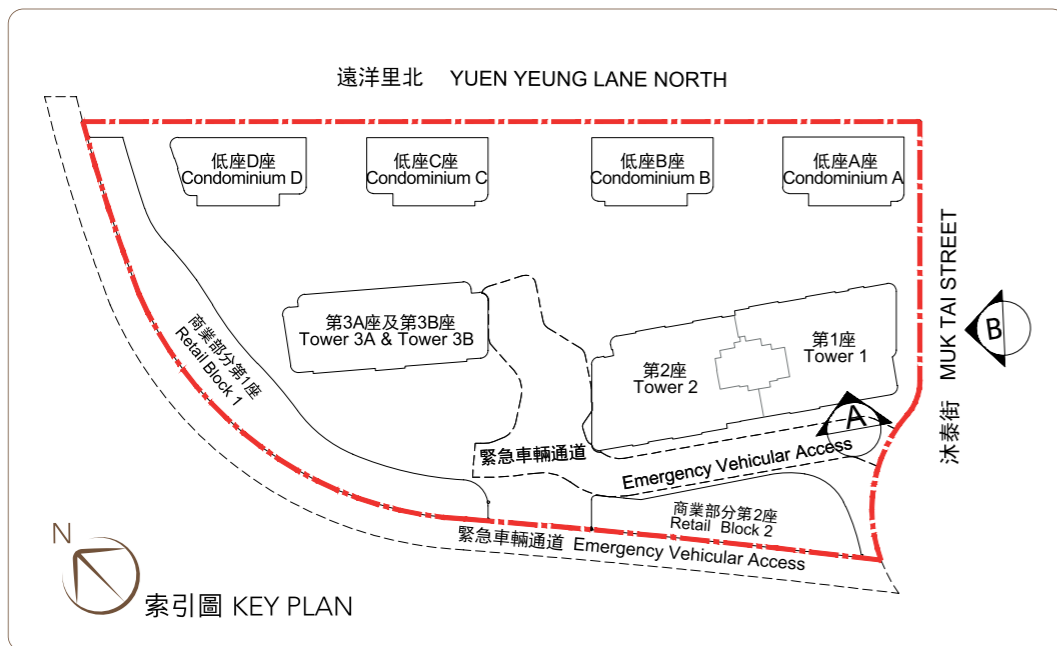 遠洋里北 YUEN YEUNG LANE NORTH
低座D座
Condominium D
低座C座
Condominium C
低座B座
Condominium B
低座A座
Condominium A
沐泰街 MUK TAI STREET
B
商業部分第1座
Retail Block 1
第3A座及第3B座
Tower 3A & Tower 3B
第2座
Tower 2
第1座
Tower 1
A
緊急車輛通道 Emergency Vehicular Access
商業部分第2座
Retail Block 2
緊急車輛通道 Emergency Vehicular Access
N
索引圖 KEY PLAN